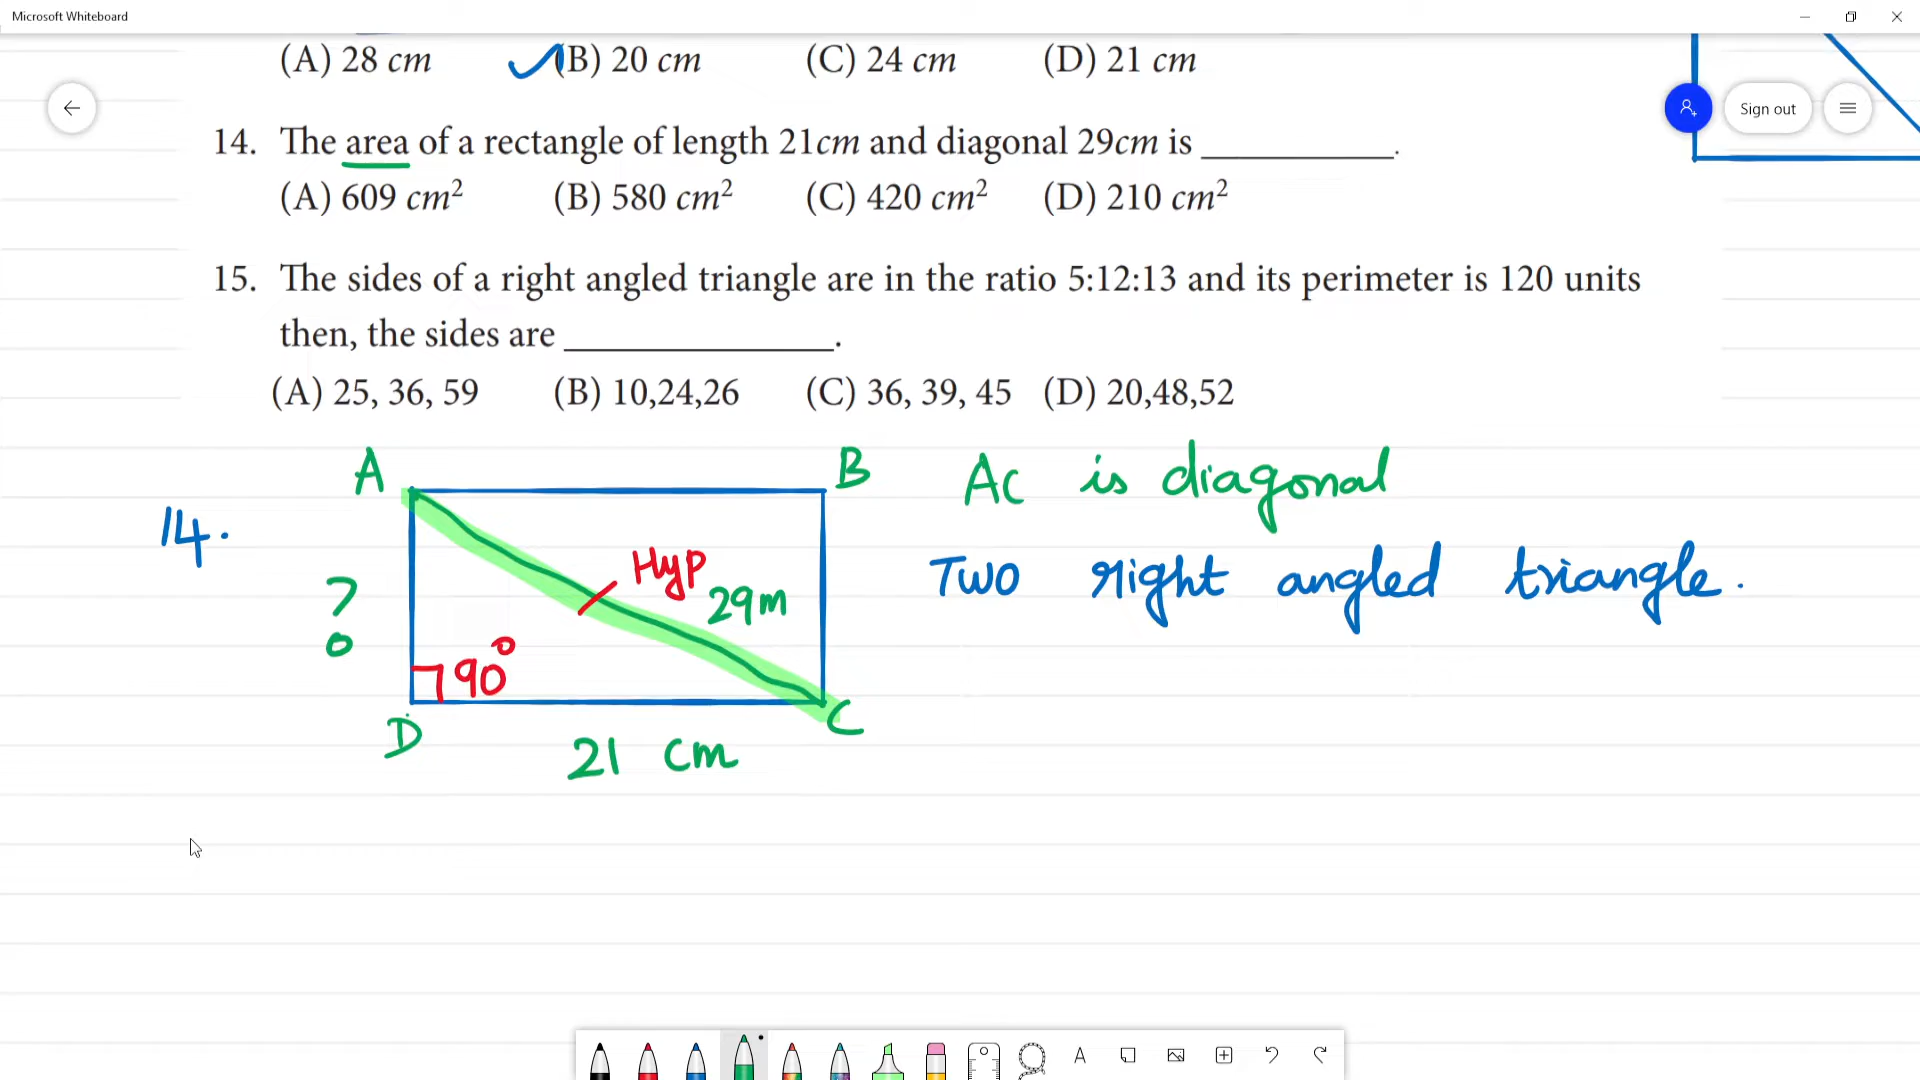 Microsoft Whiteboard
(A) 28 cm (B) 20 cm (C) 24 cm (D) 21 cm
Sign out
14. The area of a rectangle of length 21cm and diagonal 29cm is ____________.
(A) 609 cm² (B) 580 cm² (C) 420 cm² (D) 210 cm²
15. The sides of a right angled triangle are in the ratio 5:12:13 and its perimeter is 120 units
then, the sides are ________________.
(A) 25, 36, 59 (B) 10,24,26 (C) 36, 39, 45 (D) 20,48,52
A B AC is diagonal
14.
Hyp Two right angled triangle.
? 29m
90°
D C
21 cm
A